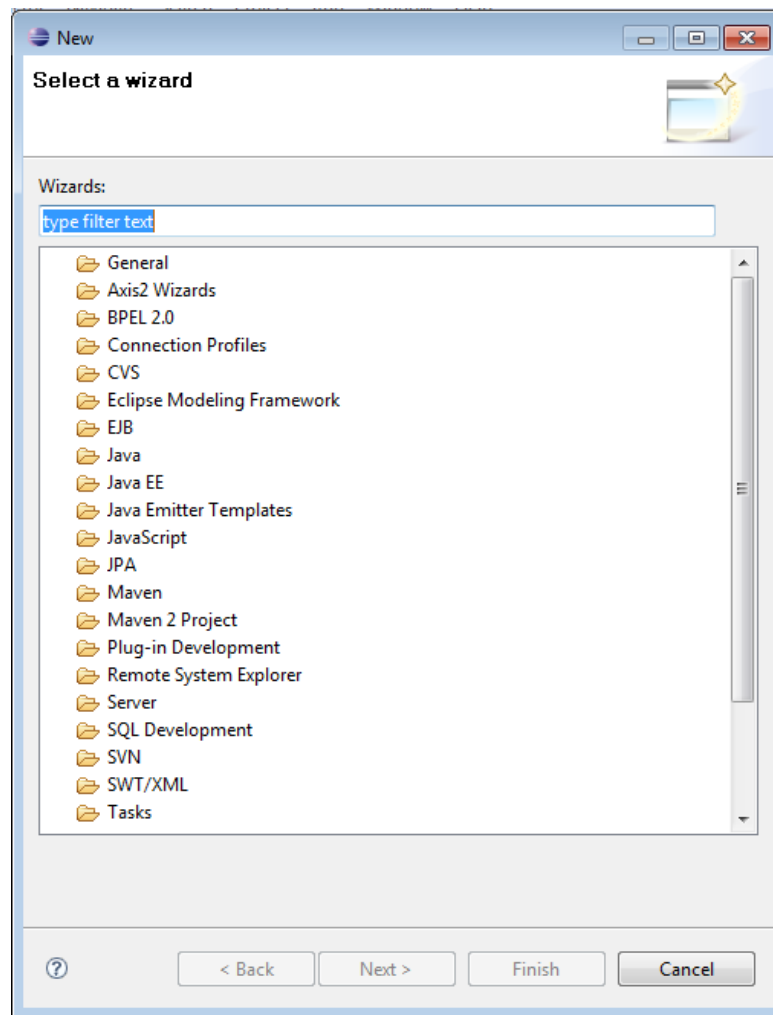 New
Select a wizard
Wizards:
type filter text
General
Axis2 Wizards
BPEL 2.0
Connection Profiles
CVS
Eclipse Modeling Framework
EJB
Java
Java EE
Java Emitter Templates
JavaScript
JPA
Maven
Maven 2 Project
Plug-in Development
Remote System Explorer
Server
SQL Development
SVN
SWT/XML
Tasks
< Back Next > Finish Cancel